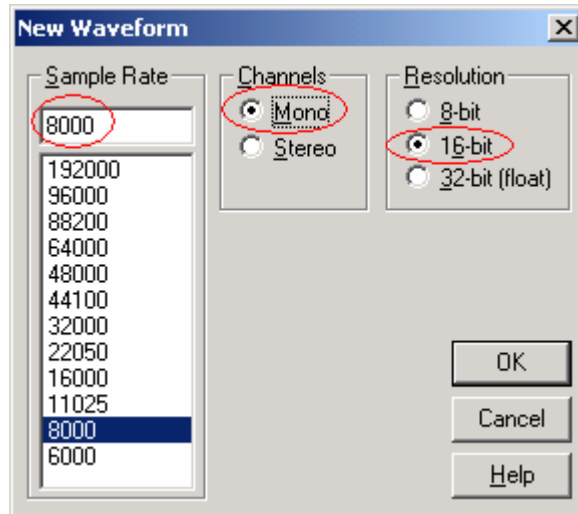 New Waveform
Sample Rate
8000
192000
96000
88200
64000
48000
44100
32000
22050
16000
11025
8000
6000
Channels
Mono
Stereo
Resolution
8-bit
16-bit
32-bit (float)
OK
Cancel
Help